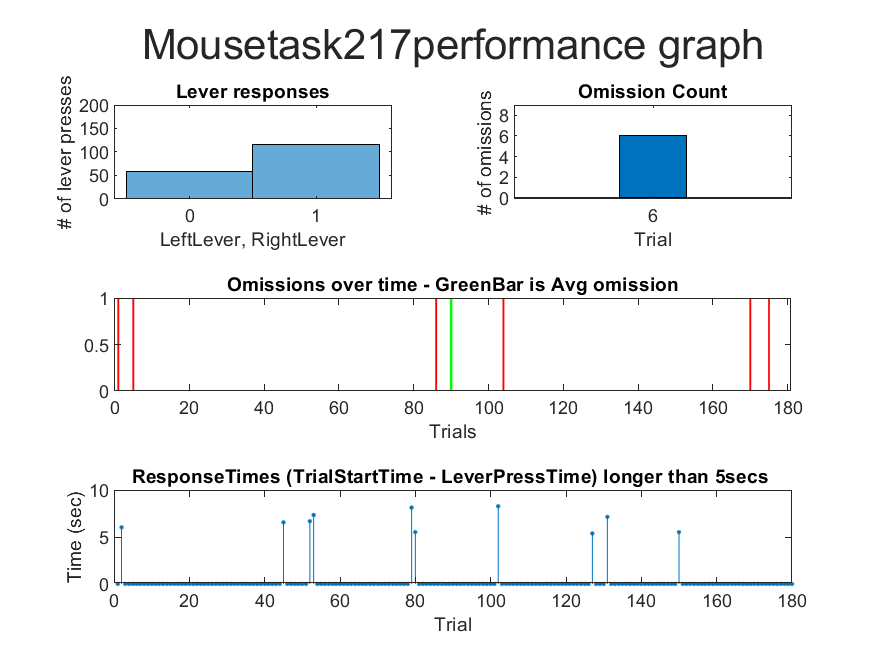 Mousetask217performance graph
Lever responses
# of lever presses
200
150
100
50
0
0 1
LeftLever, RightLever
Omission Count
# of omissions
8
6
4
2
0
6
Trial
Omissions over time - GreenBar is Avg omission
1
0.5
0
0 20 40 60 80 100 120 140 160 180
Trials
ResponseTimes (TrialStartTime - LeverPressTime) longer than 5secs
Time (sec)
10
5
0
0 20 40 60 80 100 120 140 160 180
Trial